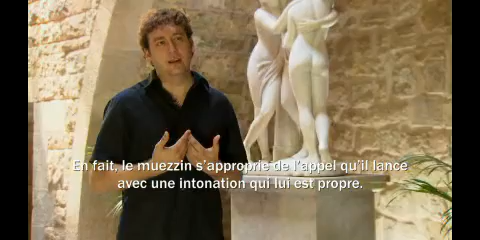 En fait, le muezzin s'approprie de l'appel qu'il lance
avec une intonation qui lui est propre.